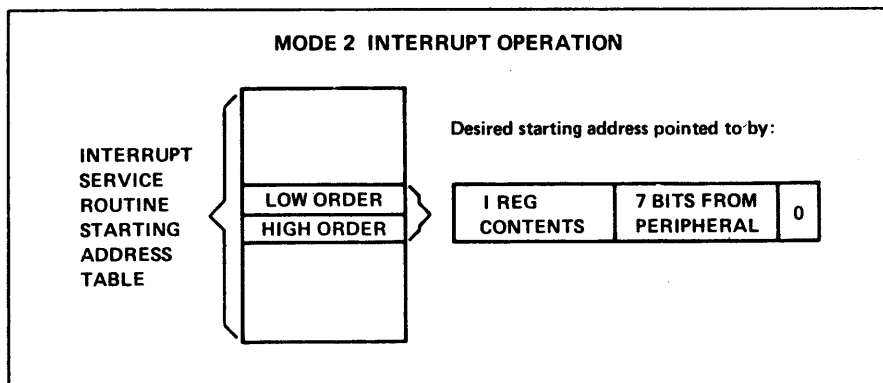 MODE 2 INTERRUPT OPERATION
Desired starting address pointed to by:
INTERRUPT
SERVICE
ROUTINE
STARTING
ADDRESS
TABLE
LOW ORDER
HIGH ORDER
I REG
CONTENTS
7 BITS FROM
PERIPHERAL
0